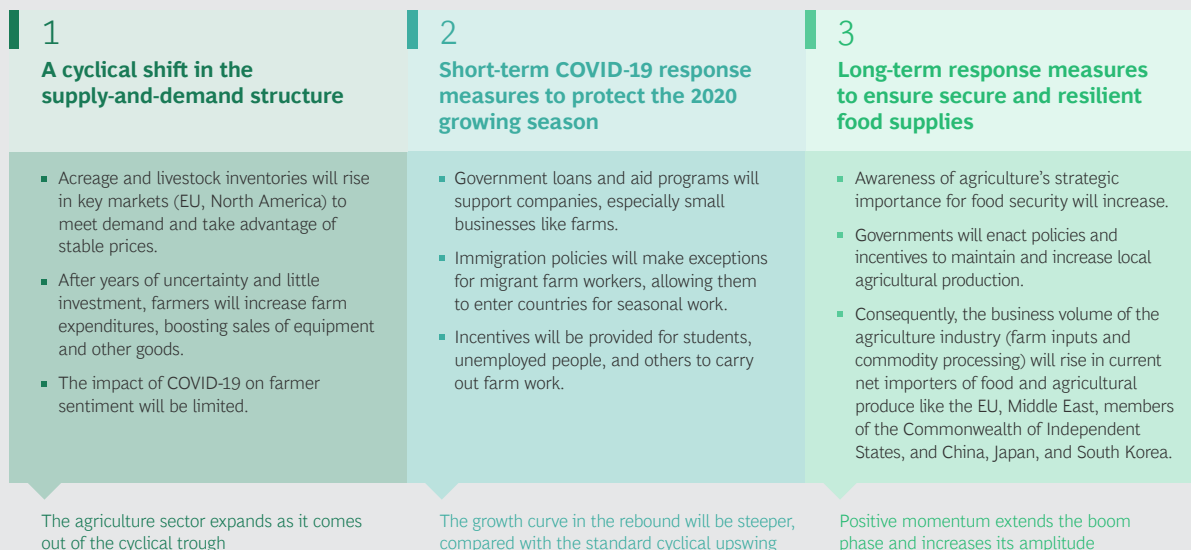 1
A cyclical shift in the
supply-and-demand structure
▪ Acreage and livestock inventories will rise
in key markets (EU, North America) to
meet demand and take advantage of
stable prices.
▪ After years of uncertainty and little
investment, farmers will increase farm
expenditures, boosting sales of equipment
and other goods.
▪ The impact of COVID-19 on farmer
sentiment will be limited.
The agriculture sector expands as it comes
out of the cyclical trough
2
Short-term COVID-19 response
measures to protect the 2020
growing season
▪ Government loans and aid programs will
support companies, especially small
businesses like farms.
▪ Immigration policies will make exceptions
for migrant farm workers, allowing them
to enter countries for seasonal work.
▪ Incentives will be provided for students,
unemployed people, and others to carry
out farm work.
The growth curve in the rebound will be steeper,
compared with the standard cyclical upswing
3
Long-term response measures
to ensure secure and resilient
food supplies
▪ Awareness of agriculture's strategic
importance for food security will increase.
▪ Governments will enact policies and
incentives to maintain and increase local
agricultural production.
▪ Consequently, the business volume of the
agriculture industry (farm inputs and
commodity processing) will rise in current
net importers of food and agricultural
produce like the EU, Middle East, members
of the Commonwealth of Independent
States, and China, Japan, and South Korea.
Positive momentum extends the boom
phase and increases its amplitude